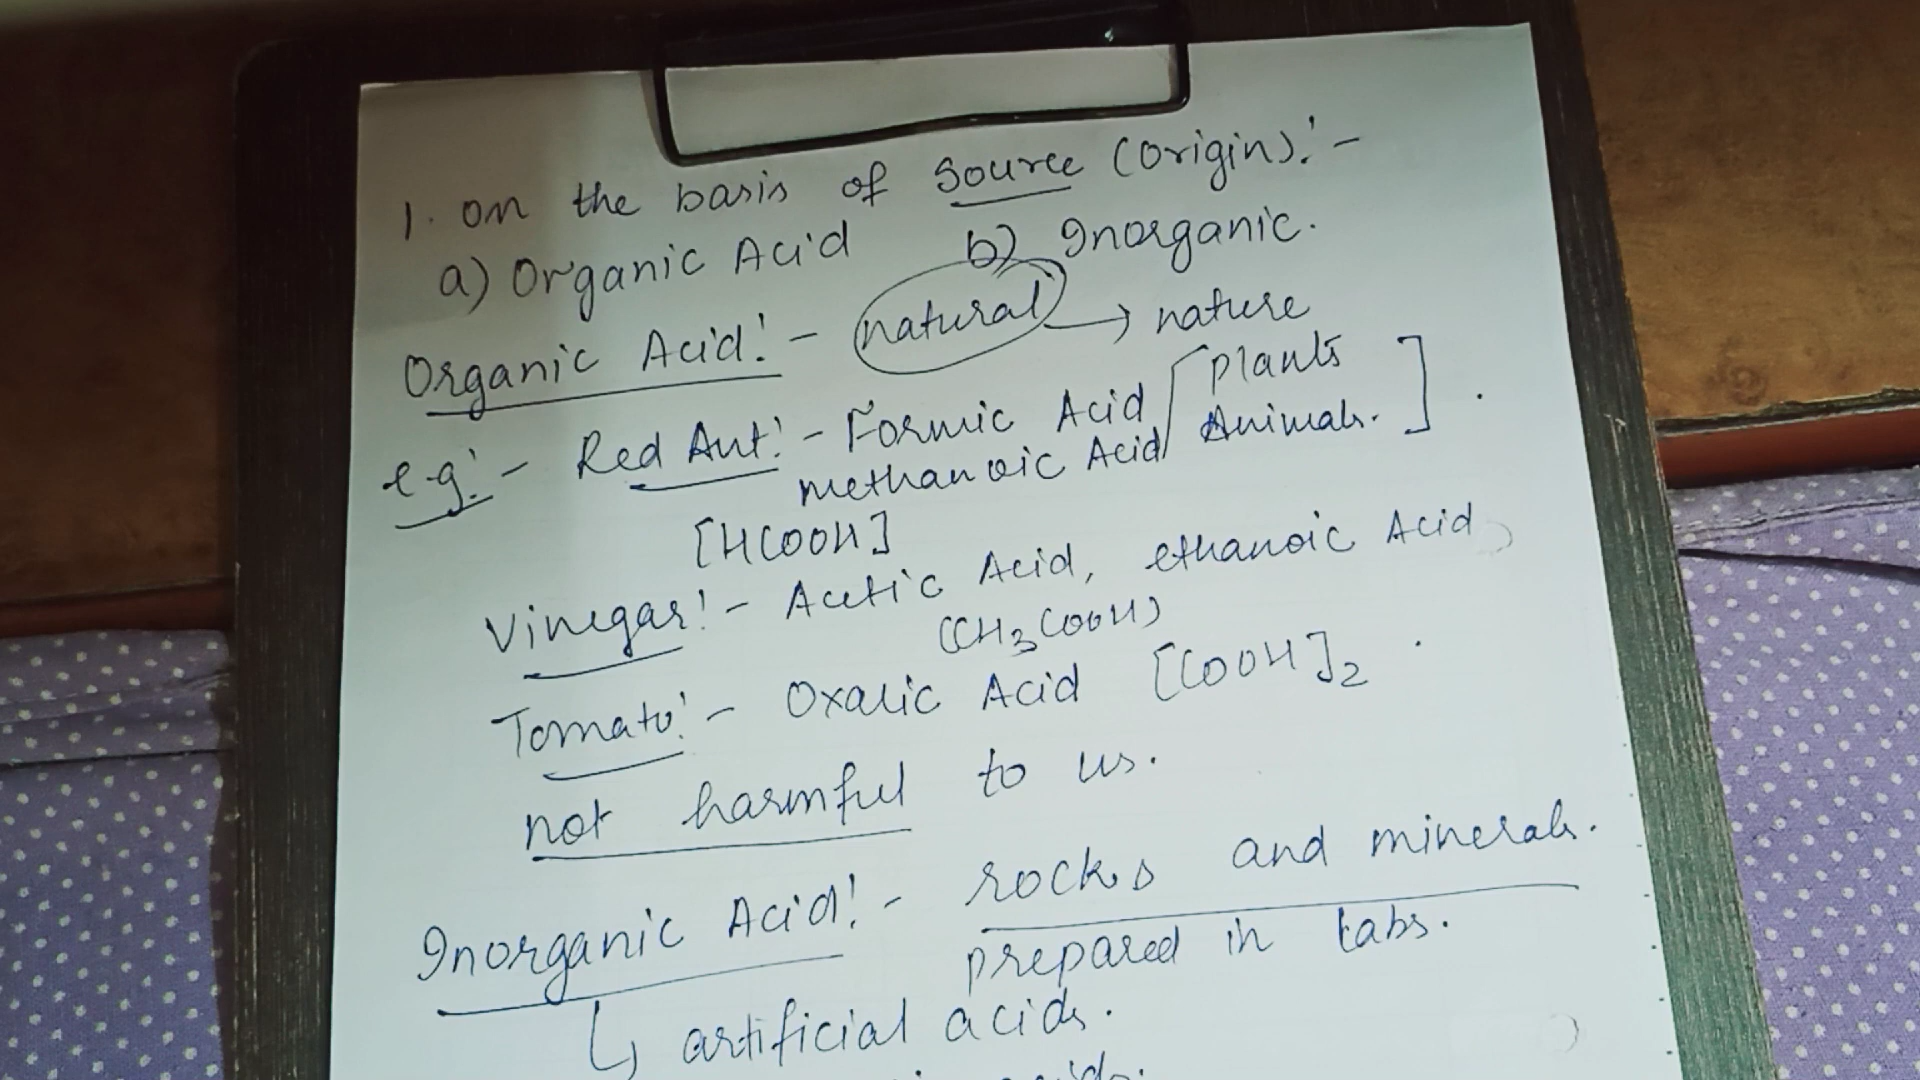 1. on the basis of Source (origin):-
a) Organic Acid b) Inorganic.
Organic Acid:- natural → nature
[Plants
Animals.]
e.g:- Red Ant:- Formic Acid
methanoic Acid
[HCOOH]
Vinegar:- Acetic Acid, ethanoic Acid
(CH3COOH)
Tomato:- Oxalic Acid [COOH]2
not harmful to us.
Inorganic Acid:- rocks and minerals.
prepared in labs.
↳ artificial acids.